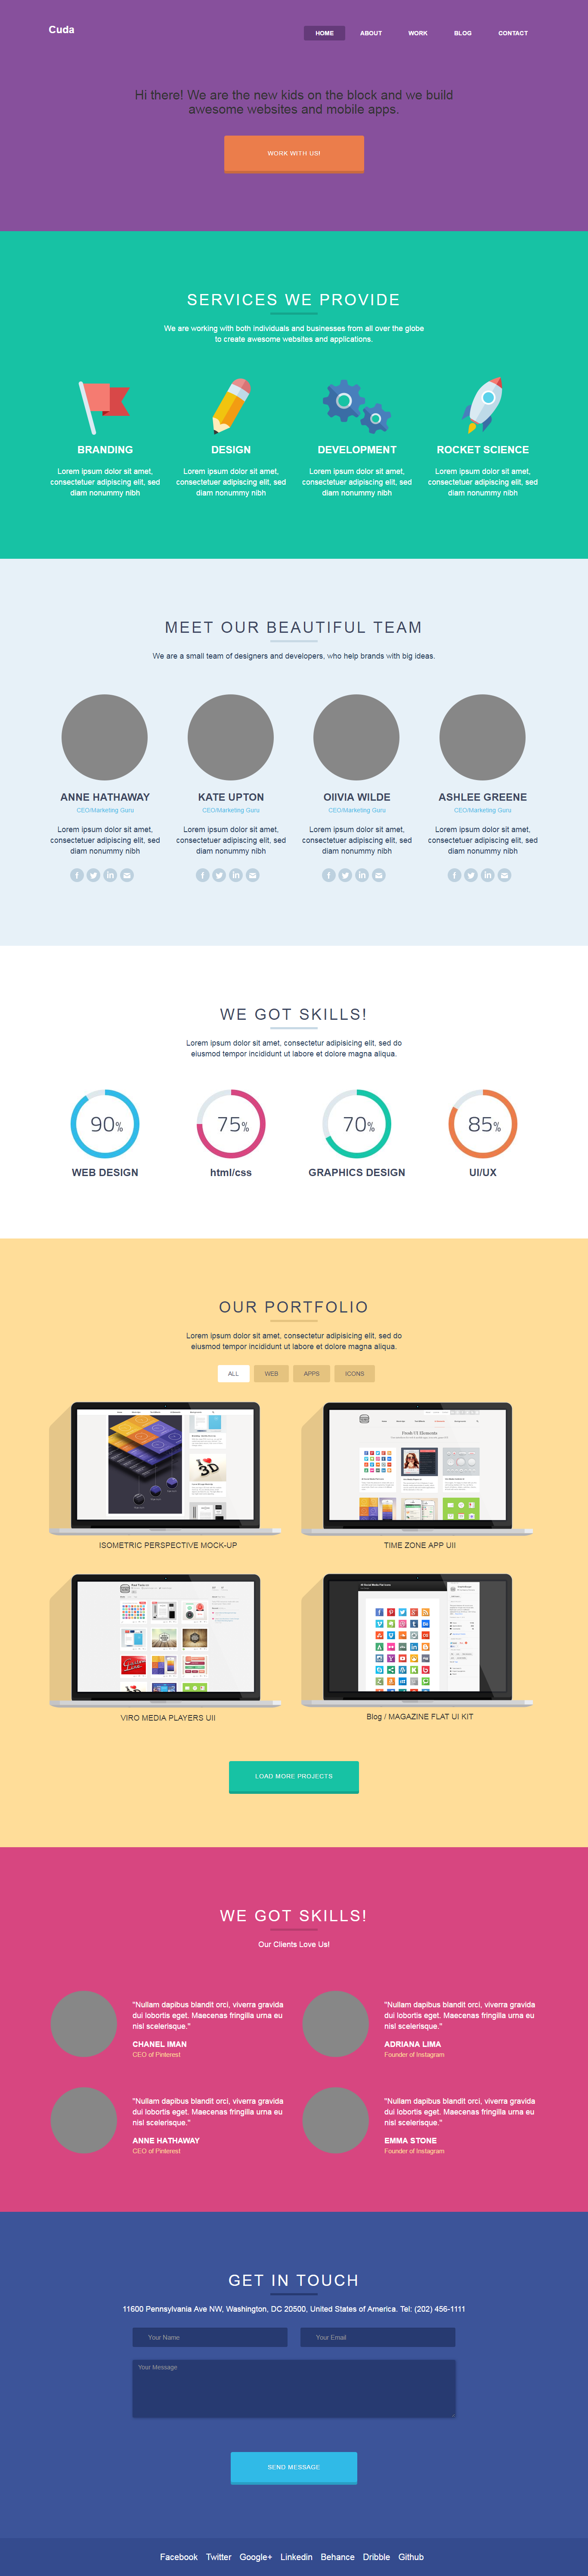 Cuda
HOME ABOUT WORK BLOG CONTACT
Hi there! We are the new kids on the block and we build
awesome websites and mobile apps.
WORK WITH US!
SERVICES WE PROVIDE
We are working with both individuals and businesses from all over the globe
to create awesome websites and applications.
BRANDING
Lorem ipsum dolor sit amet,
consectetuer adipiscing elit, sed
diam nonummy nibh
DESIGN
Lorem ipsum dolor sit amet,
consectetuer adipiscing elit, sed
diam nonummy nibh
DEVELOPMENT
Lorem ipsum dolor sit amet,
consectetuer adipiscing elit, sed
diam nonummy nibh
ROCKET SCIENCE
Lorem ipsum dolor sit amet,
consectetuer adipiscing elit, sed
diam nonummy nibh
MEET OUR BEAUTIFUL TEAM
We are a small team of designers and developers, who help brands with big ideas.
ANNE HATHAWAY
CEO/Marketing Guru
Lorem ipsum dolor sit amet,
consectetuer adipiscing elit, sed
diam nonummy nibh
KATE UPTON
CEO/Marketing Guru
Lorem ipsum dolor sit amet,
consectetuer adipiscing elit, sed
diam nonummy nibh
OlIVIA WILDE
CEO/Marketing Guru
Lorem ipsum dolor sit amet,
consectetuer adipiscing elit, sed
diam nonummy nibh
ASHLEE GREENE
CEO/Marketing Guru
Lorem ipsum dolor sit amet,
consectetuer adipiscing elit, sed
diam nonummy nibh
WE GOT SKILLS!
Lorem ipsum dolor sit amet, consectetur adipisicing elit, sed do
eiusmod tempor incididunt ut labore et dolore magna aliqua.
90%
WEB DESIGN
75%
html/css
70%
GRAPHICS DESIGN
85%
UI/UX
OUR PORTFOLIO
Lorem ipsum dolor sit amet, consectetur adipisicing elit, sed do
eiusmod tempor incididunt ut labore et dolore magna aliqua.
ALL WEB APPS ICONS
ISOMETRIC PERSPECTIVE MOCK-UP
Fresh UI Elements
TIME ZONE APP UII
VIRO MEDIA PLAYERS UII
Blog / MAGAZINE FLAT UI KIT
LOAD MORE PROJECTS
WE GOT SKILLS!
Our Clients Love Us!
"Nullam dapibus blandit orci, viverra gravida
dui lobortis eget. Maecenas fringilla urna eu
nisl scelerisque."
CHANEL IMAN
CEO of Pinterest
"Nullam dapibus blandit orci, viverra gravida
dui lobortis eget. Maecenas fringilla urna eu
nisl scelerisque."
ADRIANA LIMA
Founder of Instagram
"Nullam dapibus blandit orci, viverra gravida
dui lobortis eget. Maecenas fringilla urna eu
nisl scelerisque."
ANNE HATHAWAY
CEO of Pinterest
"Nullam dapibus blandit orci, viverra gravida
dui lobortis eget. Maecenas fringilla urna eu
nisl scelerisque."
EMMA STONE
Founder of Instagram
GET IN TOUCH
11600 Pennsylvania Ave NW, Washington, DC 20500, United States of America. Tel: (202) 456-1111
Your Name
Your Email
Your Message
SEND MESSAGE
Facebook Twitter Google+ Linkedin Behance Dribble Github